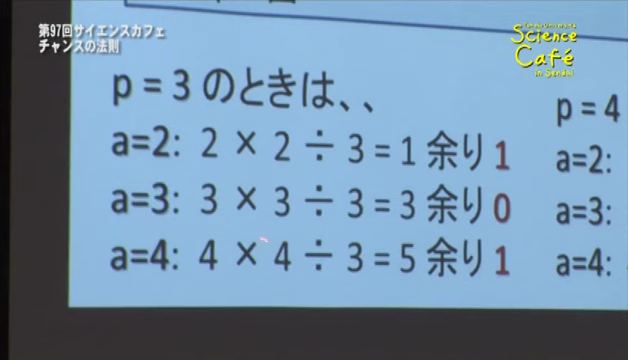 第97回サイエンスカフェ
チャンスの法則
Tohoku University
Science
Café
in Sendai
p = 3 のときは、、
a=2: 2 × 2 ÷ 3 = 1 余り 1
a=3: 3 × 3 ÷ 3 = 3 余り 0
a=4: 4 × 4 ÷ 3 = 5 余り 1
p = 4
a=2:
a=3:
a=4: